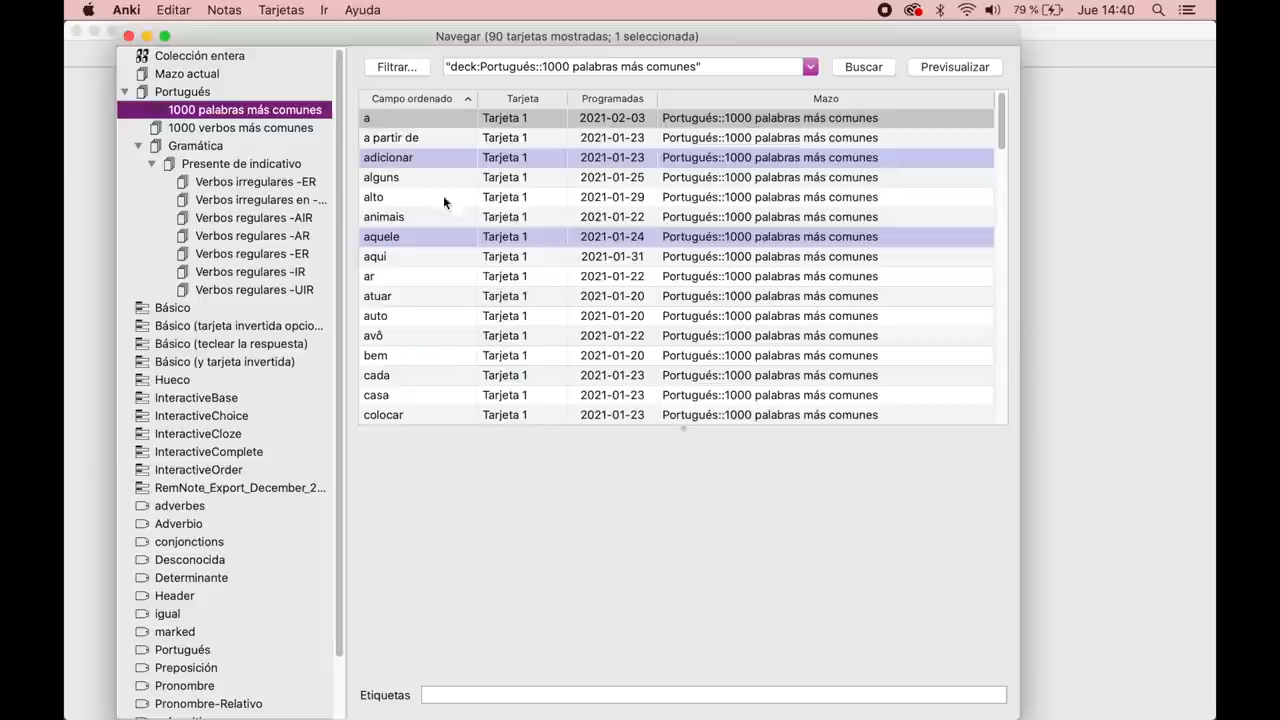 Anki Editar Notas Tarjetas Ir Ayuda 79 % Jue 14:40
Navegar (90 tarjetas mostradas; 1 seleccionada)
Colección entera
Mazo actual
Portugués
1000 palabras más comunes
1000 verbos más comunes
Gramática
Presente de indicativo
Verbos irregulares -ER
Verbos irregulares en -...
Verbos regulares -AIR
Verbos regulares -AR
Verbos regulares -ER
Verbos regulares -IR
Verbos regulares -UIR
Básico
Básico (tarjeta invertida opcio...
Básico (teclear la respuesta)
Básico (y tarjeta invertida)
Hueco
InteractiveBase
InteractiveChoice
InteractiveCloze
InteractiveComplete
InteractiveOrder
RemNote_Export_December_2...
adverbes
Adverbio
conjonctions
Desconocida
Determinante
Header
igual
marked
Portugués
Preposición
Pronombre
Pronombre-Relativo
Filtrar... "deck:Portugués::1000 palabras más comunes" Buscar Previsualizar
Campo ordenado Tarjeta Programadas Mazo
a Tarjeta 1 2021-02-03 Portugués::1000 palabras más comunes
a partir de Tarjeta 1 2021-01-23 Portugués::1000 palabras más comunes
adicionar Tarjeta 1 2021-01-23 Portugués::1000 palabras más comunes
alguns Tarjeta 1 2021-01-25 Portugués::1000 palabras más comunes
alto Tarjeta 1 2021-01-29 Portugués::1000 palabras más comunes
animais Tarjeta 1 2021-01-22 Portugués::1000 palabras más comunes
aquele Tarjeta 1 2021-01-24 Portugués::1000 palabras más comunes
aqui Tarjeta 1 2021-01-31 Portugués::1000 palabras más comunes
ar Tarjeta 1 2021-01-22 Portugués::1000 palabras más comunes
atuar Tarjeta 1 2021-01-20 Portugués::1000 palabras más comunes
auto Tarjeta 1 2021-01-20 Portugués::1000 palabras más comunes
avô Tarjeta 1 2021-01-22 Portugués::1000 palabras más comunes
bem Tarjeta 1 2021-01-20 Portugués::1000 palabras más comunes
cada Tarjeta 1 2021-01-23 Portugués::1000 palabras más comunes
casa Tarjeta 1 2021-01-23 Portugués::1000 palabras más comunes
colocar Tarjeta 1 2021-01-23 Portugués::1000 palabras más comunes
Etiquetas